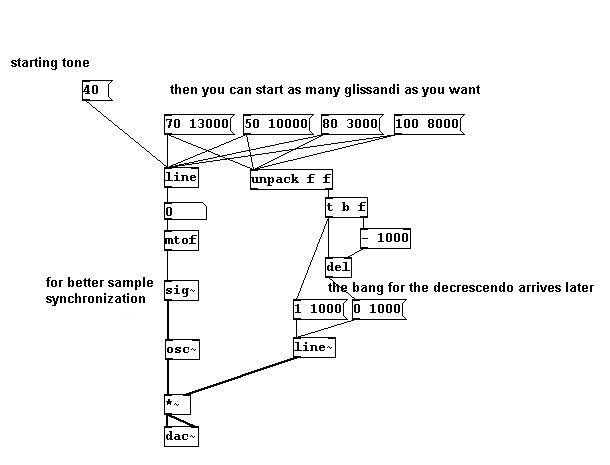 starting tone
40
then you can start as many glissandi as you want
70 13000
50 10000
80 3000
100 8000
line
unpack f f
0
t b f
mtof
- 1000
del
for better sample
synchronization
sig~
the bang for the decrescendo arrives later
1 1000
0 1000
osc~
line~
*~
dac~